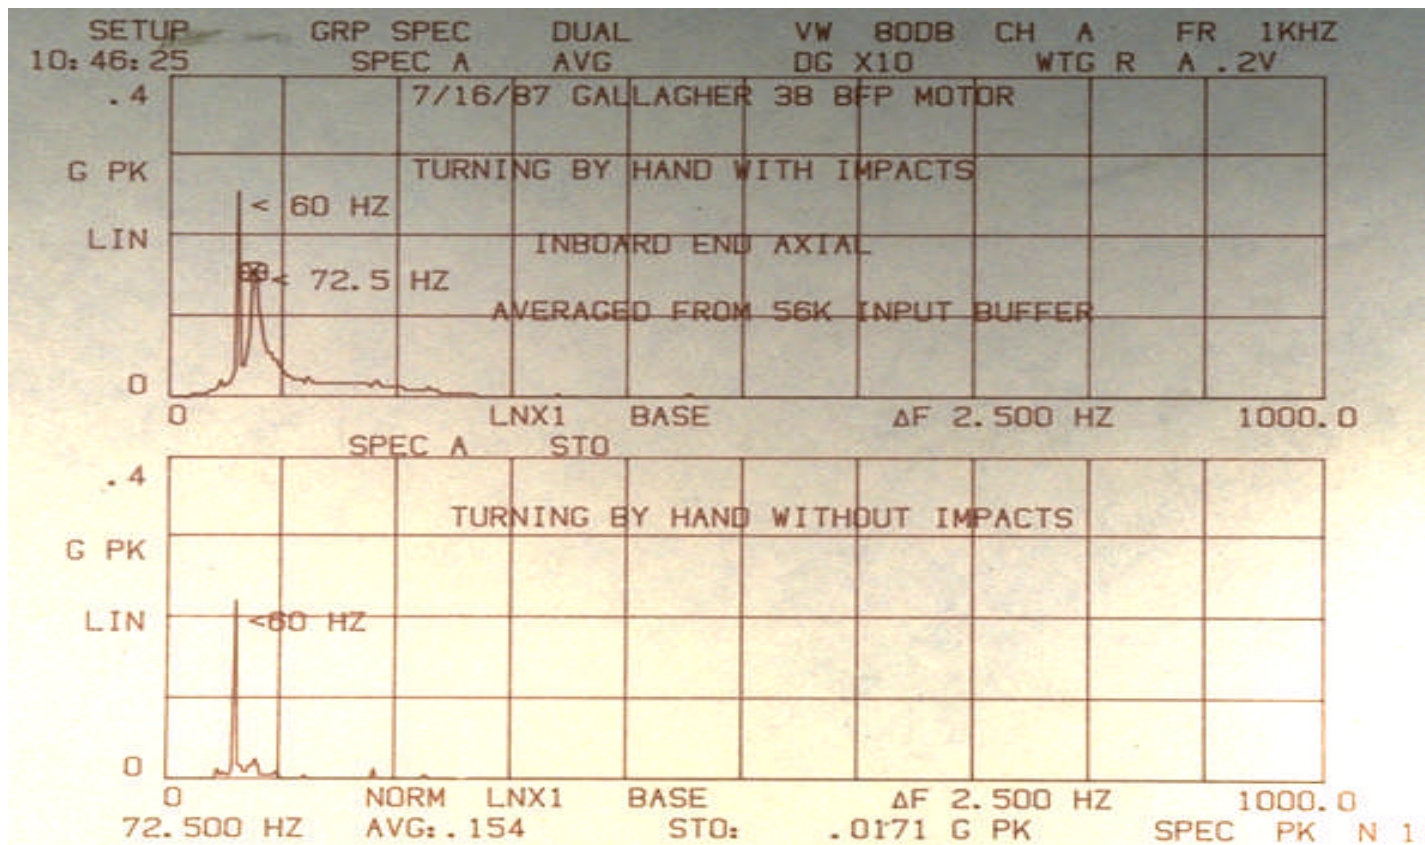 SETUP GRP SPEC DUAL VW 80DB CH A FR 1KHZ
10:46:25 SPEC A AVG DG X10 WTG R A .2V
.4 7/16/87 GALLAGHER 3B BFP MOTOR
G PK TURNING BY HAND WITH IMPACTS
< 60 HZ
LIN INBOARD END AXIAL
< 72.5 HZ
AVERAGED FROM 56K INPUT BUFFER
0
0 LNX1 BASE ΔF 2.500 HZ 1000.0
SPEC A STO
.4
TURNING BY HAND WITHOUT IMPACTS
G PK
LIN <60 HZ
0
0 NORM LNX1 BASE ΔF 2.500 HZ 1000.0
72.500 HZ AVG:.154 STO: .0171 G PK SPEC PK N 1